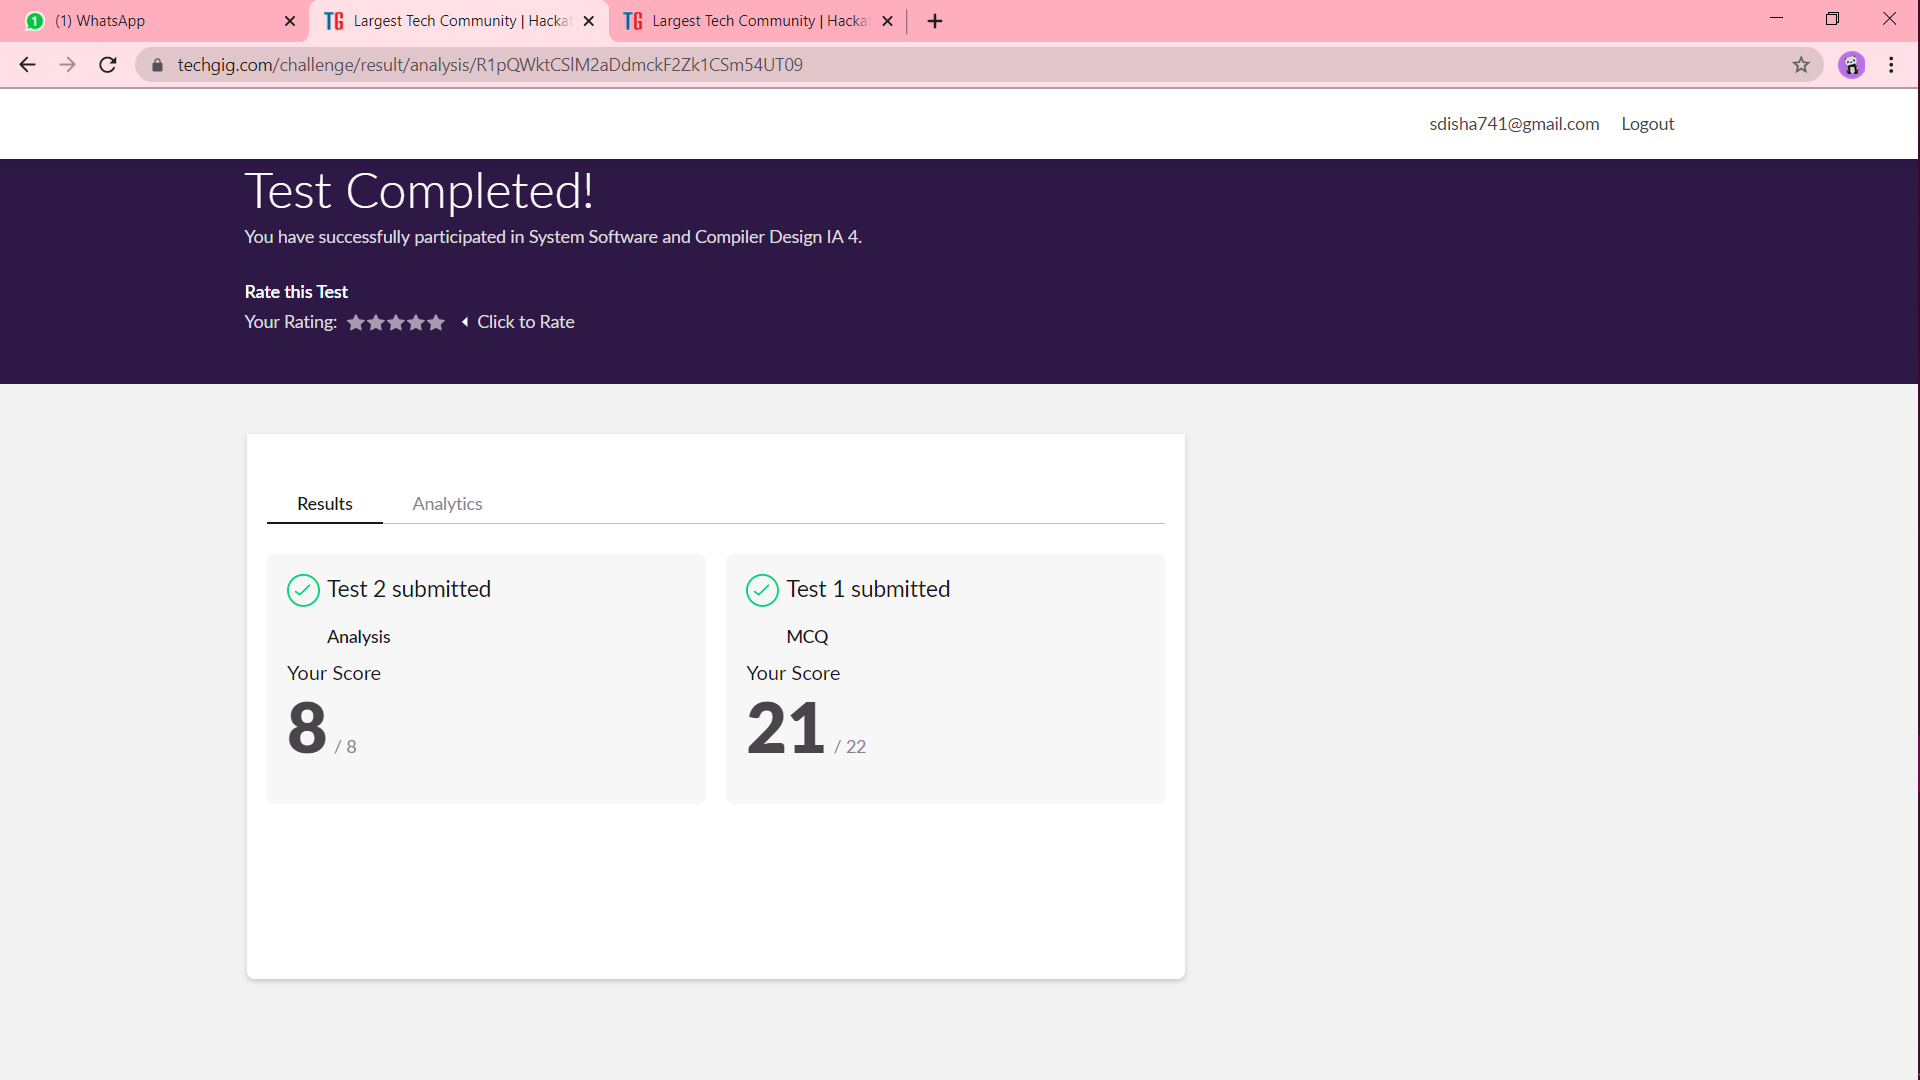 (1) WhatsApp
TG Largest Tech Community | Hacka
TG Largest Tech Community | Hacka
techgig.com/challenge/result/analysis/R1pQWktCSlM2aDdmckF2Zk1CSm54UT09
sdisha741@gmail.com Logout
Test Completed!
You have successfully participated in System Software and Compiler Design IA 4.
Rate this Test
Your Rating: Click to Rate
Results Analytics
Test 2 submitted
Analysis
Your Score
8 / 8
Test 1 submitted
MCQ
Your Score
21 / 22